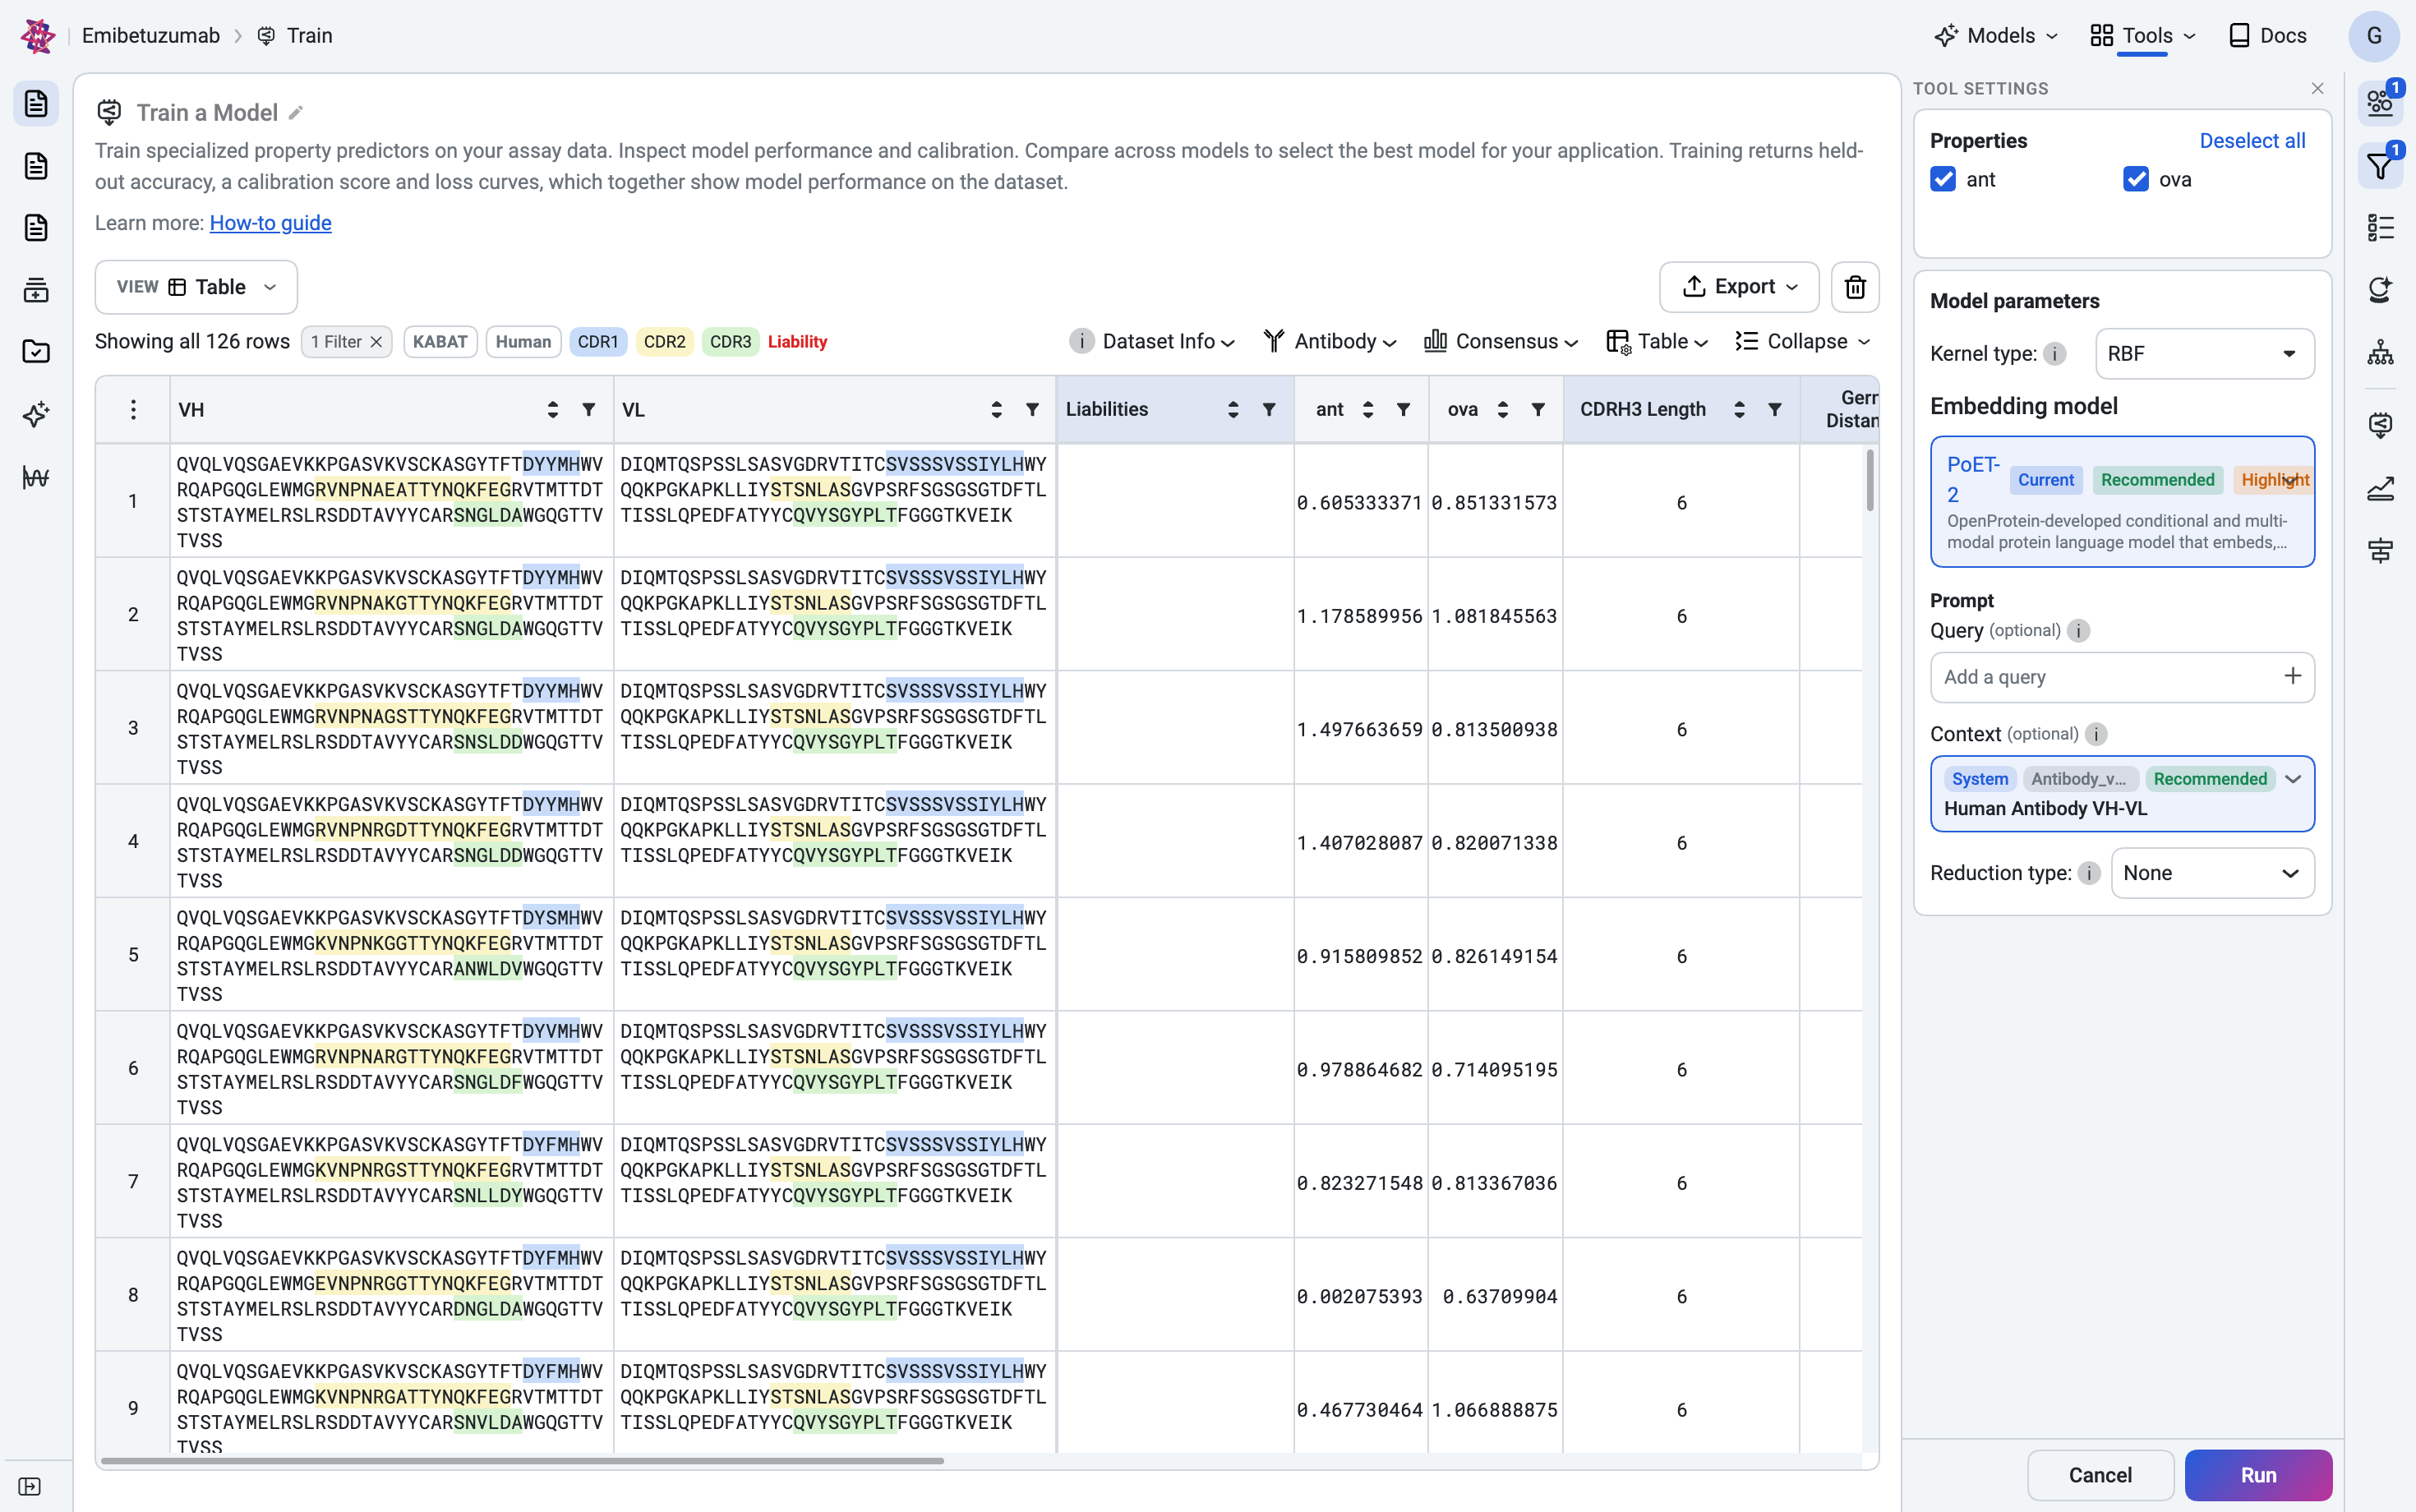 Emibetuzumab > Train
Models
Tools
Docs
G
Train a Model
Train specialized property predictors on your assay data. Inspect model performance and calibration. Compare across models to select the best model for your application. Training returns held-
out accuracy, a calibration score and loss curves, which together show model performance on the dataset.
Learn more: How-to guide
VIEW Table
Export
Showing all 126 rows 1 Filter KABAT Human CDR1 CDR2 CDR3 Liability
Dataset Info Antibody Consensus Table Collapse
VH VL Liabilities ant ova CDRH3 Length
1
QVQLVQSGAEVKKPGASVKVSCKASGYTFTDYYMHWV
RQAPGQGLEWMGRVNPNAEATTYNQKFEGRVTMTTDT
STSTAYMELRSLRSDDTAVYYCARSNGLDAWGQGTTV
TVSS
DIQMTQSPSSLSASVGDRVTITCSVSSSVSSIYLHWY
QQKPGKAPKLLIYSTSNLASGVPSRFSGSGSGTDFTL
TISSLQPEDFATYYCQVYSGYPLTFGGGTKVEIK
0.605333371 0.851331573 6
2
QVQLVQSGAEVKKPGASVKVSCKASGYTFTDYYMHWV
RQAPGQGLEWMGRVNPNAKGTTYNQKFEGRVTMTTDT
STSTAYMELRSLRSDDTAVYYCARSNGLDAWGQGTTV
TVSS
DIQMTQSPSSLSASVGDRVTITCSVSSSVSSIYLHWY
QQKPGKAPKLLIYSTSNLASGVPSRFSGSGSGTDFTL
TISSLQPEDFATYYCQVYSGYPLTFGGGTKVEIK
1.178589956 1.081845563 6
3
QVQLVQSGAEVKKPGASVKVSCKASGYTFTDYYMHWV
RQAPGQGLEWMGRVNPNAGSTTYNQKFEGRVTMTTDT
STSTAYMELRSLRSDDTAVYYCARSNSLDDWGQGTTV
TVSS
DIQMTQSPSSLSASVGDRVTITCSVSSSVSSIYLHWY
QQKPGKAPKLLIYSTSNLASGVPSRFSGSGSGTDFTL
TISSLQPEDFATYYCQVYSGYPLTFGGGTKVEIK
1.497663659 0.813500938 6
4
QVQLVQSGAEVKKPGASVKVSCKASGYTFTDYYMHWV
RQAPGQGLEWMGRVNPNRGDTTYNQKFEGRVTMTTDT
STSTAYMELRSLRSDDTAVYYCARSNGLDDWGQGTTV
TVSS
DIQMTQSPSSLSASVGDRVTITCSVSSSVSSIYLHWY
QQKPGKAPKLLIYSTSNLASGVPSRFSGSGSGTDFTL
TISSLQPEDFATYYCQVYSGYPLTFGGGTKVEIK
1.407028087 0.820071338 6
5
QVQLVQSGAEVKKPGASVKVSCKASGYTFTDYSMHWV
RQAPGQGLEWMGKVNPNKGGTTYNQKFEGRVTMTTDT
STSTAYMELRSLRSDDTAVYYCARANWLDVWGQGTTV
TVSS
DIQMTQSPSSLSASVGDRVTITCSVSSSVSSIYLHWY
QQKPGKAPKLLIYSTSNLASGVPSRFSGSGSGTDFTL
TISSLQPEDFATYYCQVYSGYPLTFGGGTKVEIK
0.915809852 0.826149154 6
6
QVQLVQSGAEVKKPGASVKVSCKASGYTFTDYVMHWV
RQAPGQGLEWMGRVNPNARGTTYNQKFEGRVTMTTDT
STSTAYMELRSLRSDDTAVYYCARSNGLDFWGQGTTV
TVSS
DIQMTQSPSSLSASVGDRVTITCSVSSSVSSIYLHWY
QQKPGKAPKLLIYSTSNLASGVPSRFSGSGSGTDFTL
TISSLQPEDFATYYCQVYSGYPLTFGGGTKVEIK
0.978864682 0.714095195 6
7
QVQLVQSGAEVKKPGASVKVSCKASGYTFTDYFMHWV
RQAPGQGLEWMGKVNPNRGSTTYNQKFEGRVTMTTDT
STSTAYMELRSLRSDDTAVYYCARSNLLDYWGQGTTV
TVSS
DIQMTQSPSSLSASVGDRVTITCSVSSSVSSIYLHWY
QQKPGKAPKLLIYSTSNLASGVPSRFSGSGSGTDFTL
TISSLQPEDFATYYCQVYSGYPLTFGGGTKVEIK
0.823271548 0.813367036 6
8
QVQLVQSGAEVKKPGASVKVSCKASGYTFTDYFMHWV
RQAPGQGLEWMGEVNPNRGGTTYNQKFEGRVTMTTDT
STSTAYMELRSLRSDDTAVYYCARDNGLDAWGQGTTV
TVSS
DIQMTQSPSSLSASVGDRVTITCSVSSSVSSIYLHWY
QQKPGKAPKLLIYSTSNLASGVPSRFSGSGSGTDFTL
TISSLQPEDFATYYCQVYSGYPLTFGGGTKVEIK
0.002075393 0.63709904 6
9
QVQLVQSGAEVKKPGASVKVSCKASGYTFTDYFMHWV
RQAPGQGLEWMGKVNPNRGATTYNQKFEGRVTMTTDT
STSTAYMELRSLRSDDTAVYYCARSNVLDAWGQGTTV
TVSS
DIQMTQSPSSLSASVGDRVTITCSVSSSVSSIYLHWY
QQKPGKAPKLLIYSTSNLASGVPSRFSGSGSGTDFTL
TISSLQPEDFATYYCQVYSGYPLTFGGGTKVEIK
0.467730464 1.066888875 6
TOOL SETTINGS
Properties Deselect all
ant ova
Model parameters
Kernel type: i RBF
Embedding model
PoET-
2
Current Recommended Highlight
OpenProtein-developed conditional and multi-
modal protein language model that embeds,...
Prompt
Query (optional) i
Add a query
Context (optional) i
System Antibody_v... Recommended
Human Antibody VH-VL
Reduction type: i None
Cancel Run
1
1